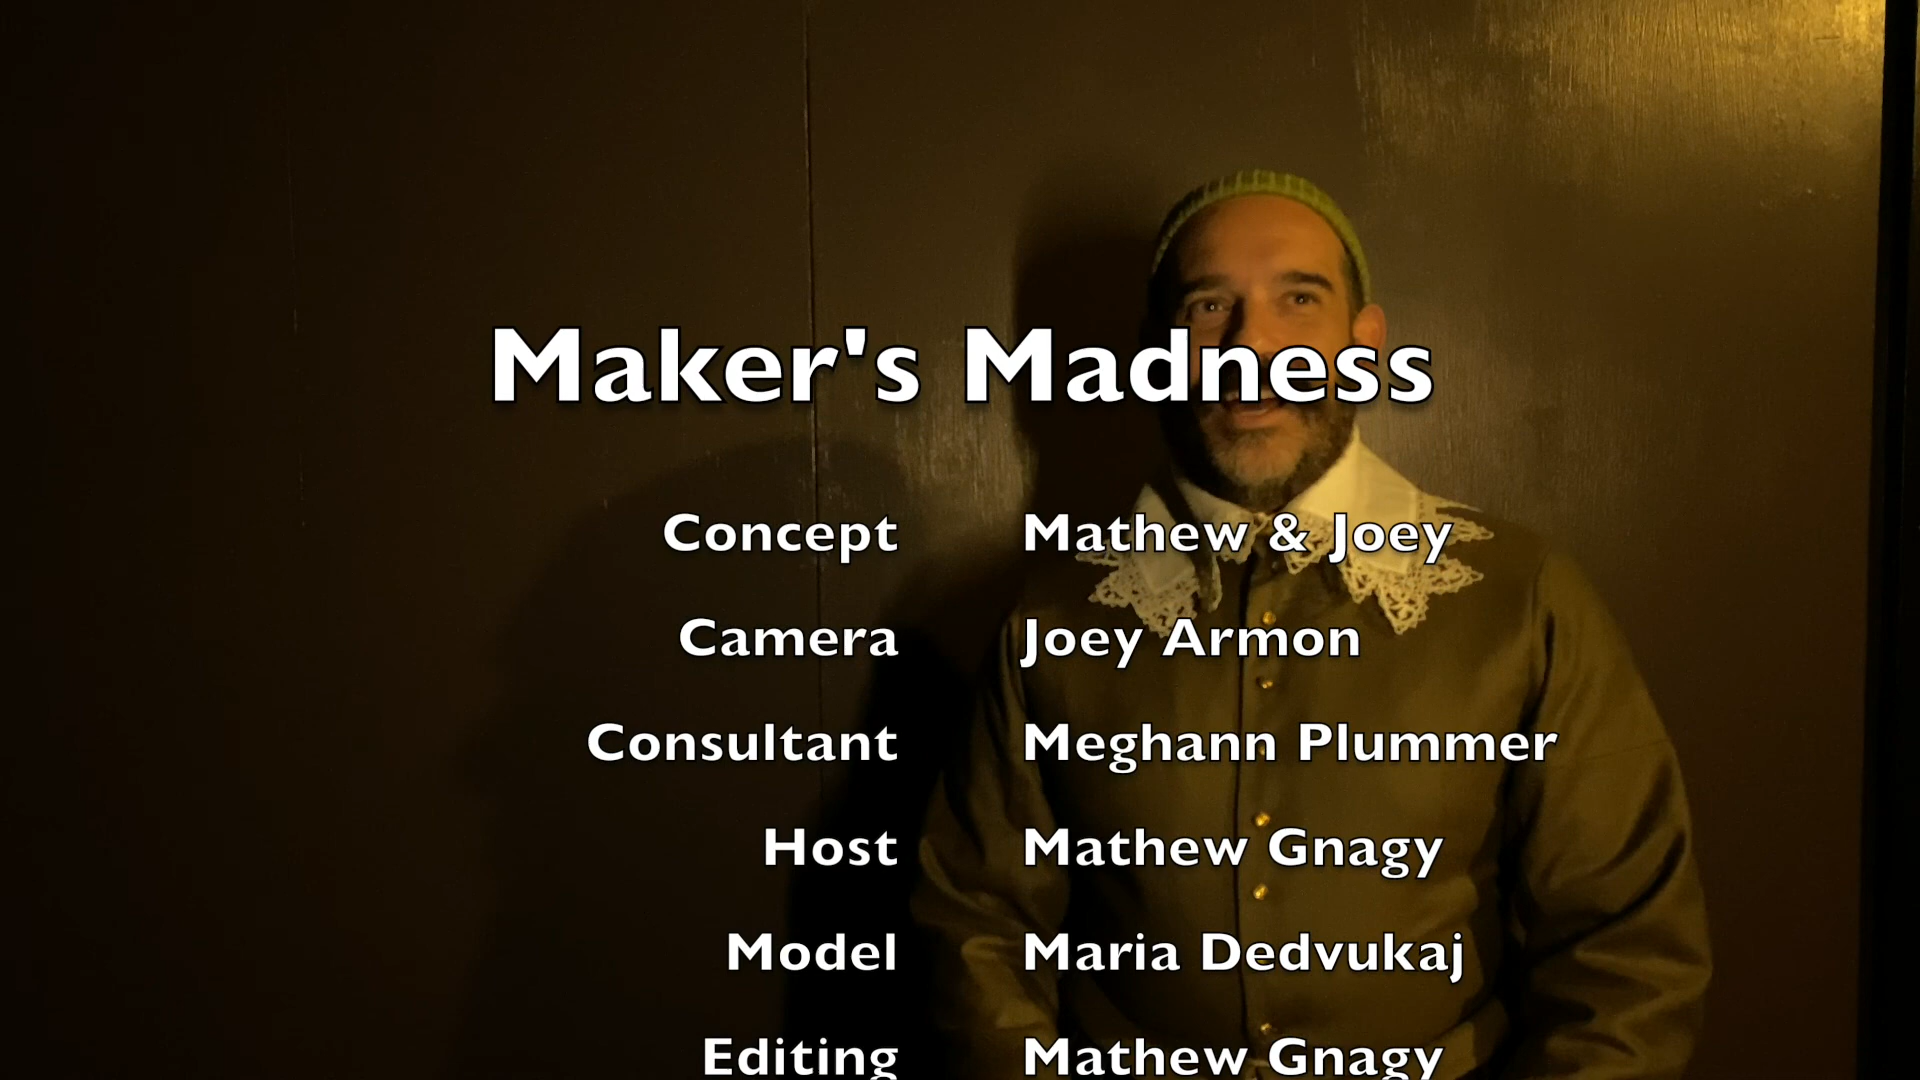 Maker's Madness
Concept Mathew & Joey
Camera Joey Armon
Consultant Meghann Plummer
Host Mathew Gnagy
Model Maria Dedvukaj
Editing Mathew Gnagy